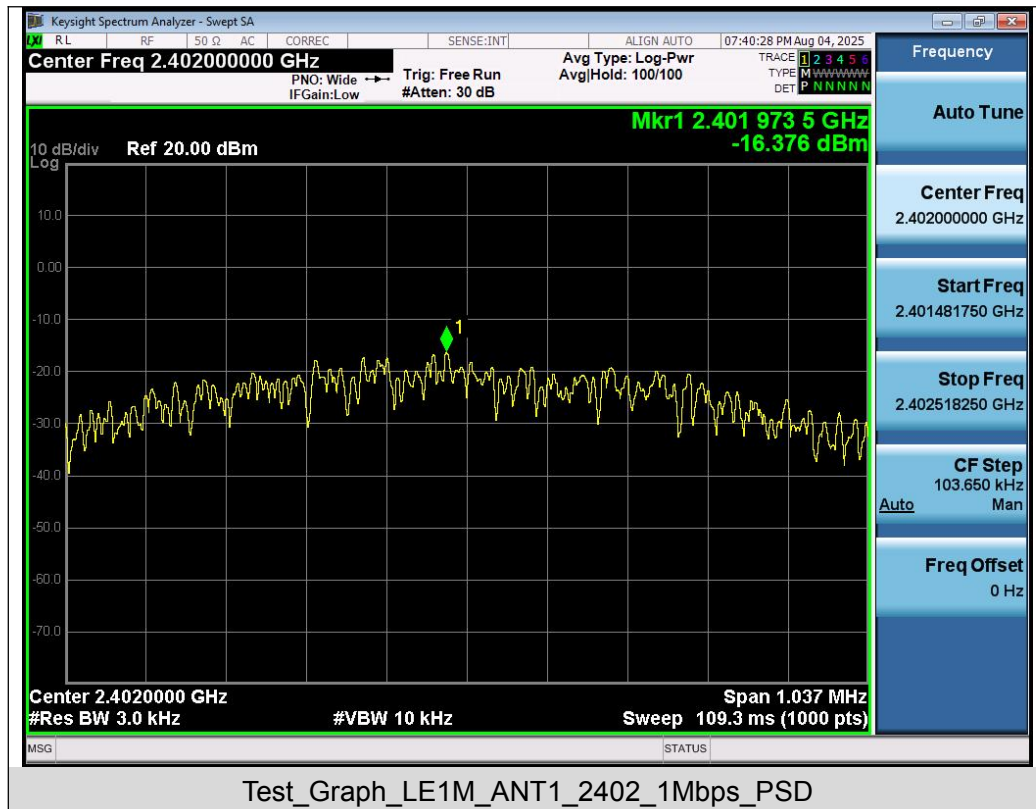 Keysight Spectrum Analyzer - Swept SA
LXI RL RF 50 Ω AC CORREC SENSE:INT ALIGN AUTO 07:40:28 PM Aug 04, 2025
Center Freq 2.402000000 GHz
PNO: Wide
IFGain:Low
Trig: Free Run
#Atten: 30 dB
Avg Type: Log-Pwr
Avg|Hold: 100/100
TRACE 1 2 3 4 5 6
TYPE M WWWWW
DET P N N N N N
Mkr1 2.401 973 5 GHz
-16.376 dBm
10 dB/div Ref 20.00 dBm
Log
10.0
0.00
-10.0
-20.0
-30.0
-40.0
-50.0
-60.0
-70.0
1
Center 2.4020000 GHz Span 1.037 MHz
#Res BW 3.0 kHz #VBW 10 kHz Sweep 109.3 ms (1000 pts)
MSG STATUS
Frequency
Auto Tune
Center Freq
2.402000000 GHz
Start Freq
2.401481750 GHz
Stop Freq
2.402518250 GHz
CF Step
103.650 kHz
Auto Man
Freq Offset
0 Hz
Test_Graph_LE1M_ANT1_2402_1Mbps_PSD